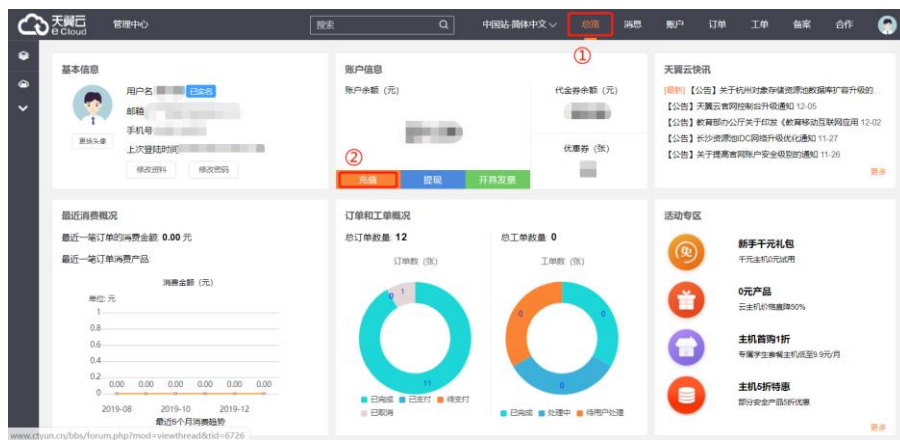 天翼云
e Cloud
管理中心
搜索
中国站-简体中文
总览
消息
账户
订单
工单
备案
合作
①
基本信息
用户名
已实名
邮箱
手机号
上次登陆时间
更换头像
修改资料
修改密码
账户信息
账户余额（元）
代金券余额（元）
优惠券（张）
②
充值
提现
开具发票
天翼云快讯
[最新]【公告】关于杭州对象存储资源池数据库扩容升级的...
【公告】天翼云官网控制台升级通知 12-05
【公告】教育部办公厅关于印发《教育移动互联网应用 12-02
【公告】长沙资源池IDC网络升级优化通知 11-27
【公告】关于提高官网账户安全级别的通知 11-26
更多
最近消费概况
最近一笔订单的消费金额 0.00 元
最近一笔订单消费产品
消费金额（元）
单位: 元
1
0.8
0.6
0.4
0.2
0
0.00 0.00 0.00 0.00 0.00 0.00
2019-08 2019-10 2019-12
最近6个月消费趋势
订单和工单概况
总订单数量 12
总工单数量 0
订单数（张）
0 1
11
已完成 已支付 待支付
已取消
工单数（张）
0 0
0
已完成 处理中 待用户处理
活动专区
免
新手千元礼包
千元主机0元试用
0元产品
云主机价格直降50%
主机首购1折
专属学生套餐主机低至9.9元/月
主机5折特惠
部分安全产品5折优惠
更多
www.ctyun.cn/bbs/forum.php?mod=viewthread&tid=6726